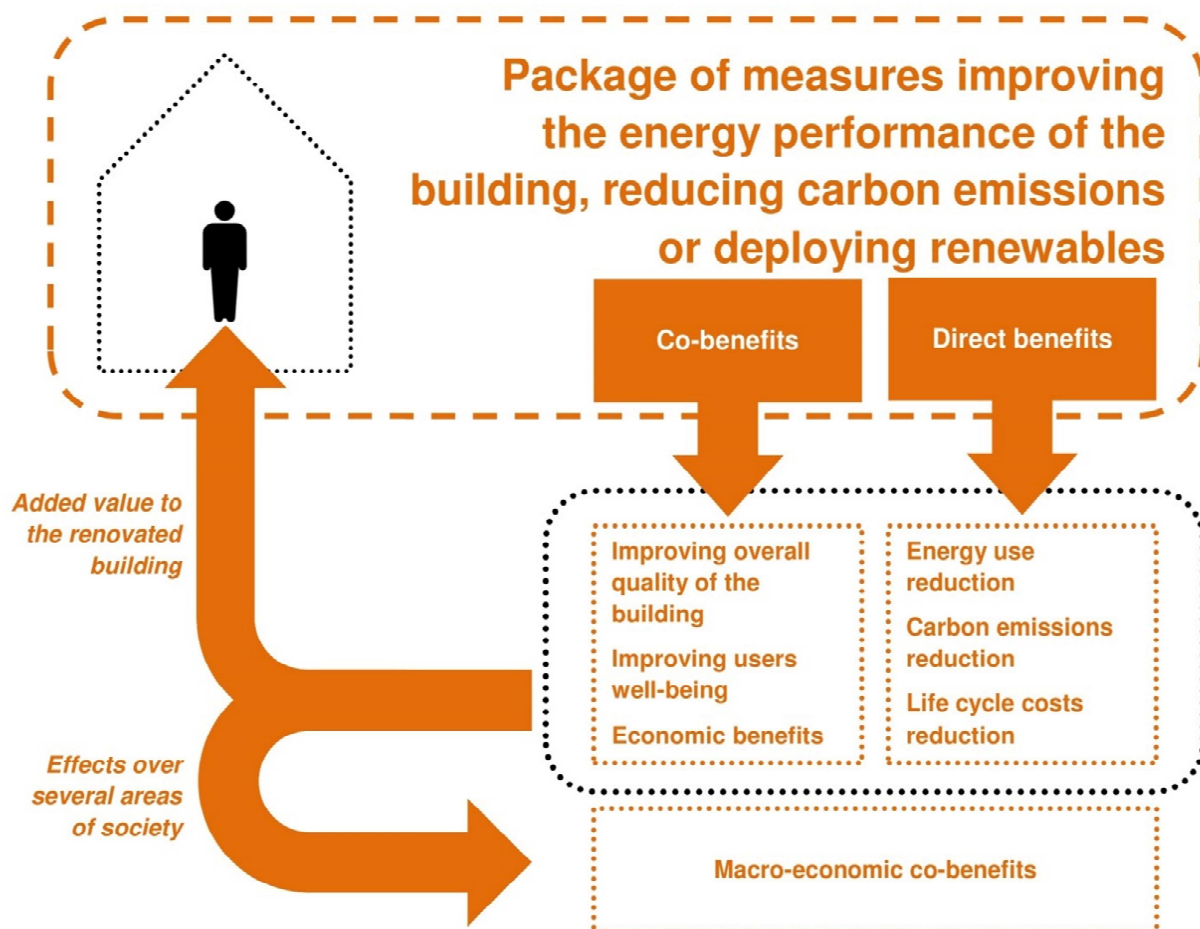 Package of measures improving
the energy performance of the
building, reducing carbon emissions
or deploying renewables
Co-benefits
Direct benefits
Added value to
the renovated
building
Improving overall
quality of the
building
Improving users
well-being
Economic benefits
Energy use
reduction
Carbon emissions
reduction
Life cycle costs
reduction
Effects over
several areas
of society
Macro-economic co-benefits